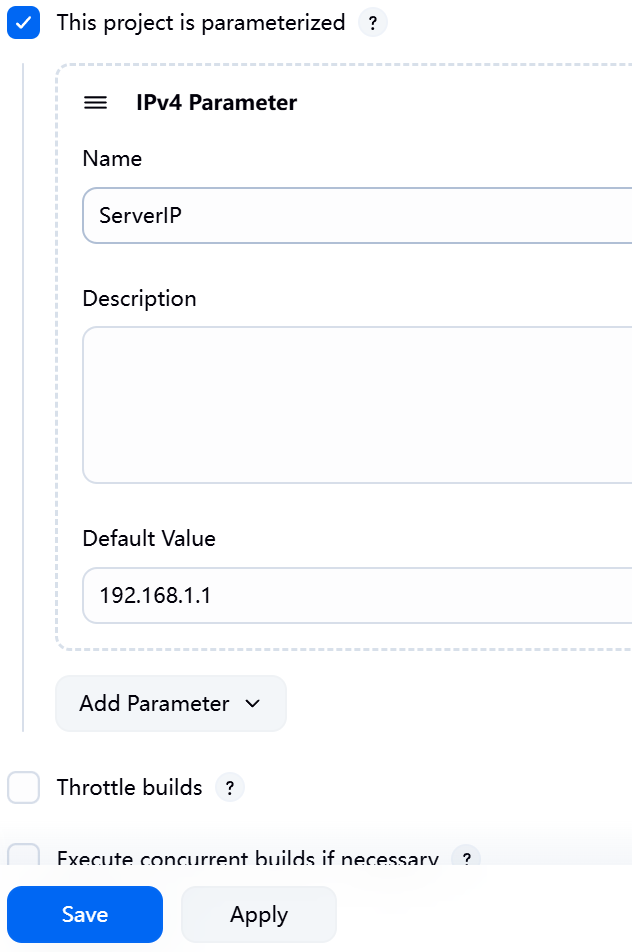 This project is parameterized ?
IPv4 Parameter
Name
ServerIP
Description
Default Value
192.168.1.1
Add Parameter
Throttle builds ?
Execute concurrent builds if necessary ?
Save Apply